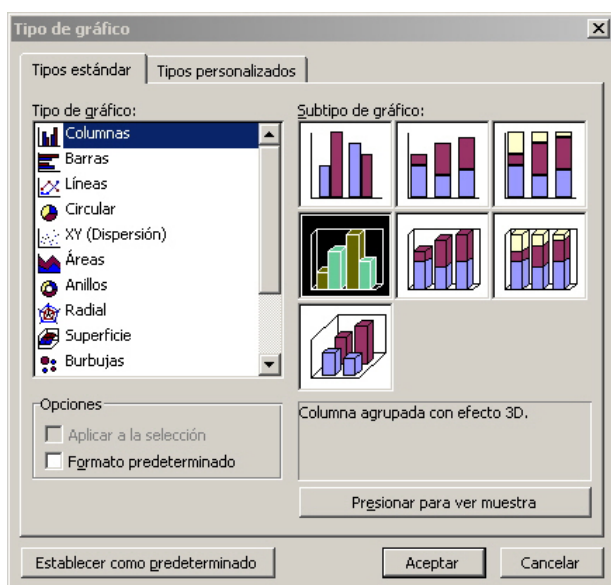 Tipo de gráfico
Tipos estándar
Tipos personalizados
Tipo de gráfico:
Columnas
Barras
Líneas
Circular
XY (Dispersión)
Áreas
Anillos
Radial
Superficie
Burbujas
Subtipo de gráfico:
Opciones
Aplicar a la selección
Formato predeterminado
Columna agrupada con efecto 3D.
Presionar para ver muestra
Establecer como predeterminado
Aceptar
Cancelar